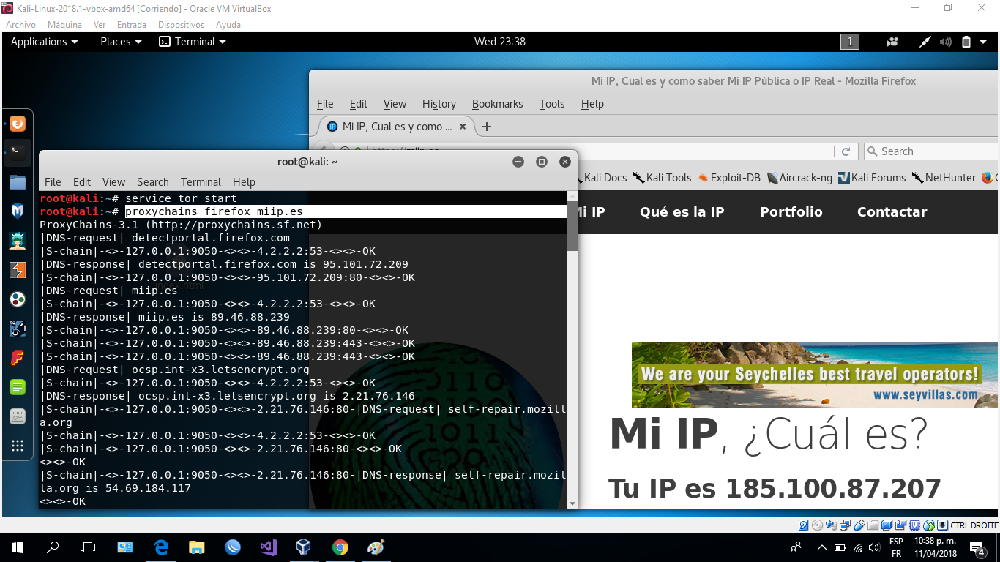 Kali-Linux-2018.1-vbox-amd64 [Corriendo] - Oracle VM VirtualBox
Archivo Máquina Ver Entrada Dispositivos Ayuda
Applications Places Terminal Wed 23:38 1
Mi IP, Cual es y como saber Mi IP Pública o IP Real - Mozilla Firefox
File Edit View History Bookmarks Tools Help
Mi IP, Cual es y como ...
Search
Kali Docs Kali Tools Exploit-DB Aircrack-ng Kali Forums NetHunter
Mi IP Qué es la IP Portfolio Contactar
We are your Seychelles best travel operators!
www.seyvillas.com
Mi IP, ¿Cuál es?
Tu IP es 185.100.87.207
root@kali: ~
File Edit View Search Terminal Help
root@kali:~# service tor start
root@kali:~# proxychains firefox miip.es
ProxyChains-3.1 (http://proxychains.sf.net)
|DNS-request| detectportal.firefox.com
|S-chain|-<>-127.0.0.1:9050-<><>-4.2.2.2:53-<><>-OK
|DNS-response| detectportal.firefox.com is 95.101.72.209
|S-chain|-<>-127.0.0.1:9050-<><>-95.101.72.209:80-<><>-OK
index.html
|DNS-request| miip.es
|S-chain|-<>-127.0.0.1:9050-<><>-4.2.2.2:53-<><>-OK
|DNS-response| miip.es is 89.46.88.239
|S-chain|-<>-127.0.0.1:9050-<><>-89.46.88.239:80-<><>-OK
|S-chain|-<>-127.0.0.1:9050-<><>-89.46.88.239:443-<><>-OK
|S-chain|-<>-127.0.0.1:9050-<><>-89.46.88.239:443-<><>-OK
|DNS-request| ocsp.int-x3.letsencrypt.org
|S-chain|-<>-127.0.0.1:9050-<><>-4.2.2.2:53-<><>-OK
|DNS-response| ocsp.int-x3.letsencrypt.org is 2.21.76.146
|S-chain|-<>-127.0.0.1:9050-<><>-2.21.76.146:80-|DNS-request| self-repair.mozill
a.org
|S-chain|-<>-127.0.0.1:9050-<><>-4.2.2.2:53-<><>-OK
|S-chain|-<>-127.0.0.1:9050-<><>-2.21.76.146:80-<><>-OK
<><>-OK
|S-chain|-<>-127.0.0.1:9050-<><>-2.21.76.146:80-|DNS-response| self-repair.mozil
la.org is 54.69.184.117
<><>-OK
CTRL DROITE
ESP
FR
10:38 p. m.
11/04/2018
4